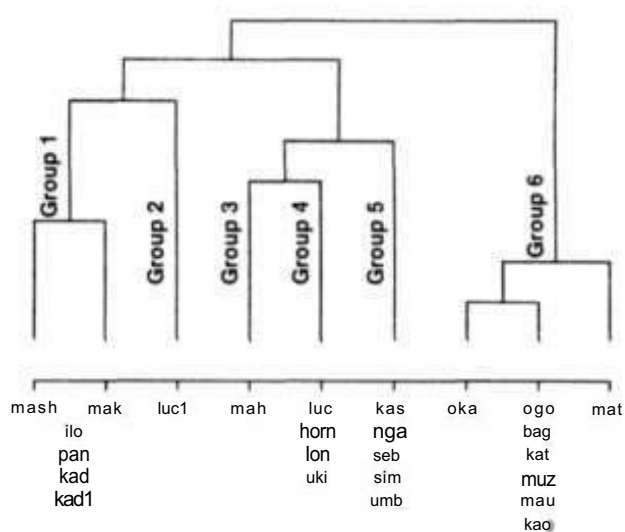 Group 1
Group 2
Group 3
Group 4
Group 5
Group 6
mash mak luc1 mah luc kas oka ogo mat
ilo horn nga bag
pan lon seb kat
kad uki sim muz
kad1 umb mau
kao